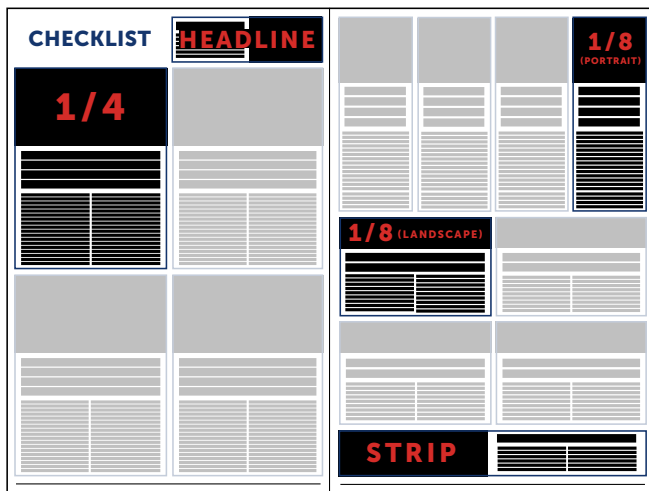 CHECKLIST
HEADLINE
1/4
1/8
(PORTRAIT)
1/8 (LANDSCAPE)
STRIP